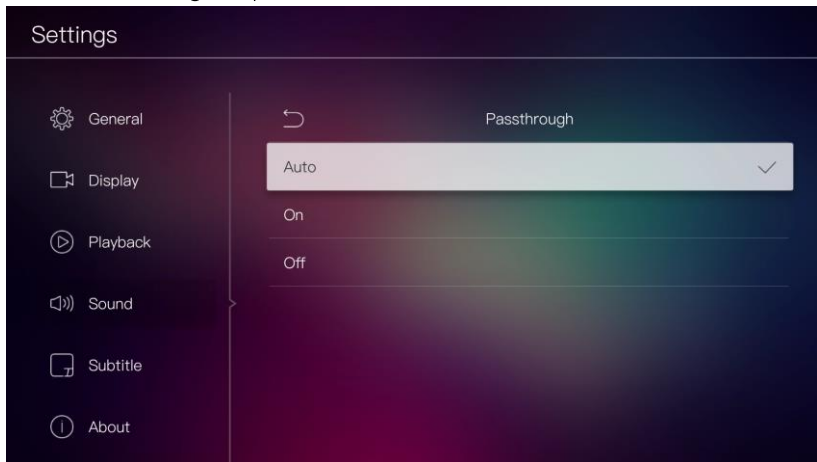 Settings
General
Display
Playback
Sound
Subtitle
About
Passthrough
Auto
On
Off